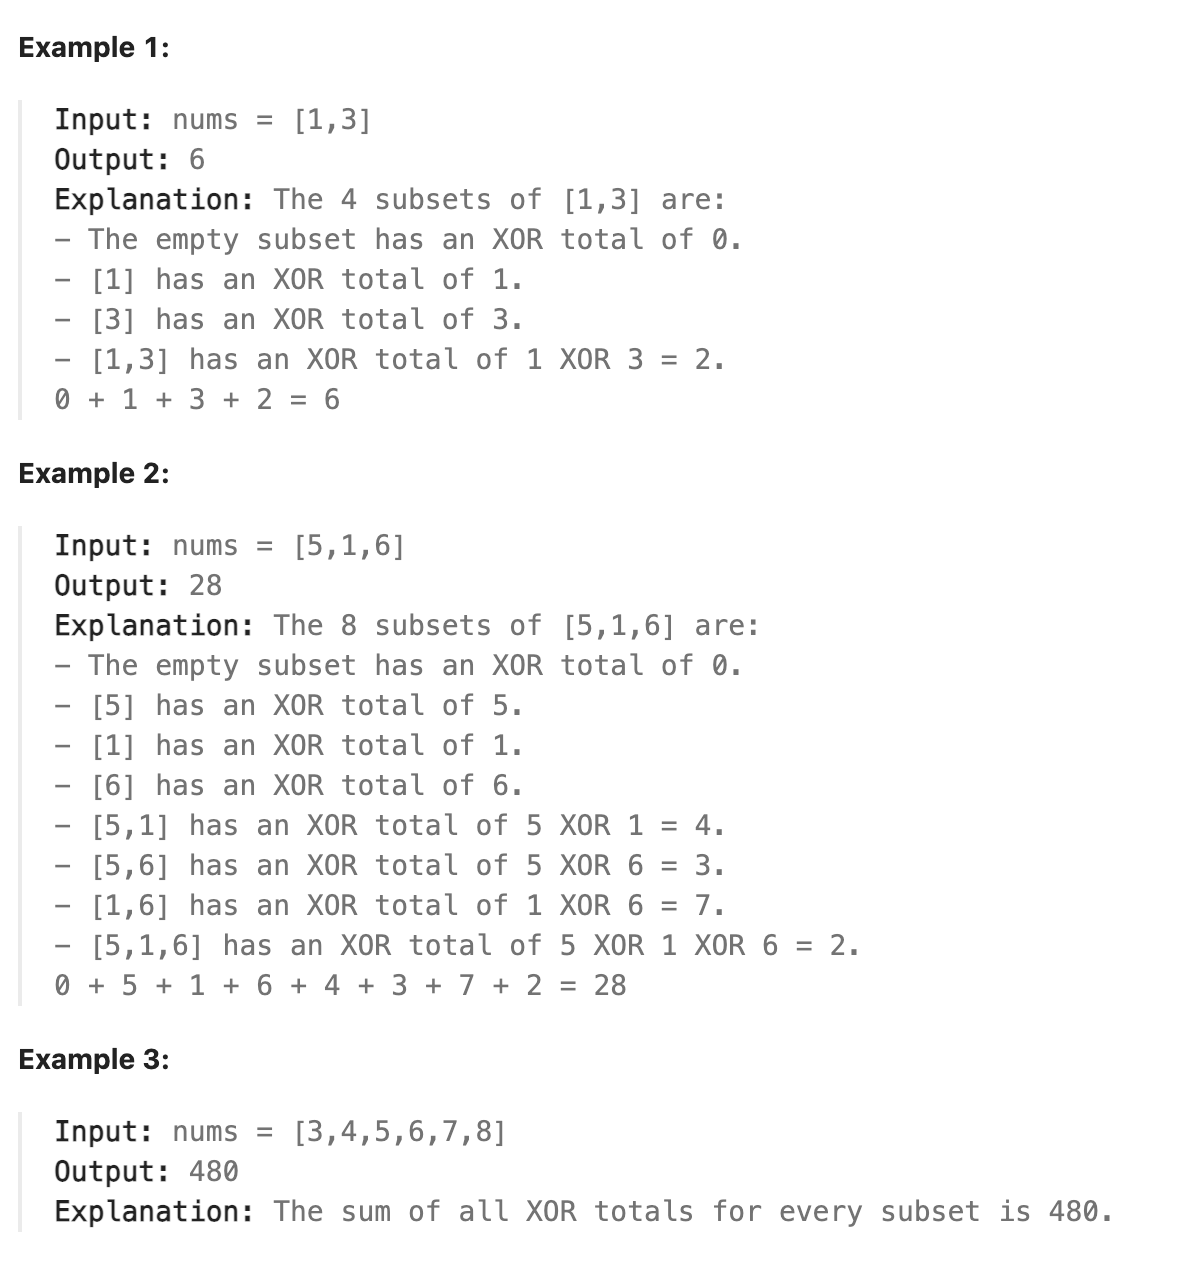 Example 1:
Input: nums = [1,3]
Output: 6
Explanation: The 4 subsets of [1,3] are:
– The empty subset has an XOR total of 0.
– [1] has an XOR total of 1.
– [3] has an XOR total of 3.
– [1,3] has an XOR total of 1 XOR 3 = 2.
0 + 1 + 3 + 2 = 6
Example 2:
Input: nums = [5,1,6]
Output: 28
Explanation: The 8 subsets of [5,1,6] are:
– The empty subset has an XOR total of 0.
– [5] has an XOR total of 5.
– [1] has an XOR total of 1.
– [6] has an XOR total of 6.
– [5,1] has an XOR total of 5 XOR 1 = 4.
– [5,6] has an XOR total of 5 XOR 6 = 3.
– [1,6] has an XOR total of 1 XOR 6 = 7.
– [5,1,6] has an XOR total of 5 XOR 1 XOR 6 = 2.
0 + 5 + 1 + 6 + 4 + 3 + 7 + 2 = 28
Example 3:
Input: nums = [3,4,5,6,7,8]
Output: 480
Explanation: The sum of all XOR totals for every subset is 480.